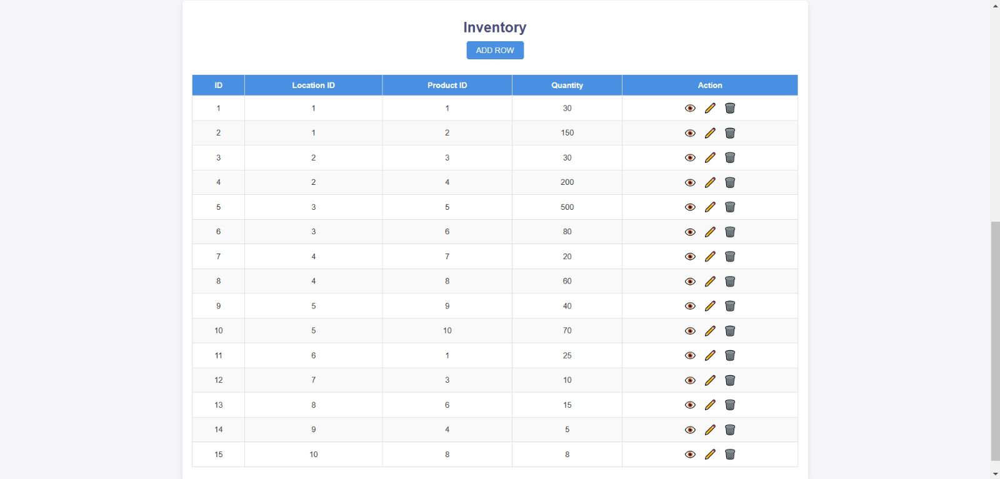 Inventory
ADD ROW
ID Location ID Product ID Quantity Action
1 1 1 30
2 1 2 150
3 2 3 30
4 2 4 200
5 3 5 500
6 3 6 80
7 4 7 20
8 4 8 60
9 5 9 40
10 5 10 70
11 6 1 25
12 7 3 10
13 8 6 15
14 9 4 5
15 10 8 8